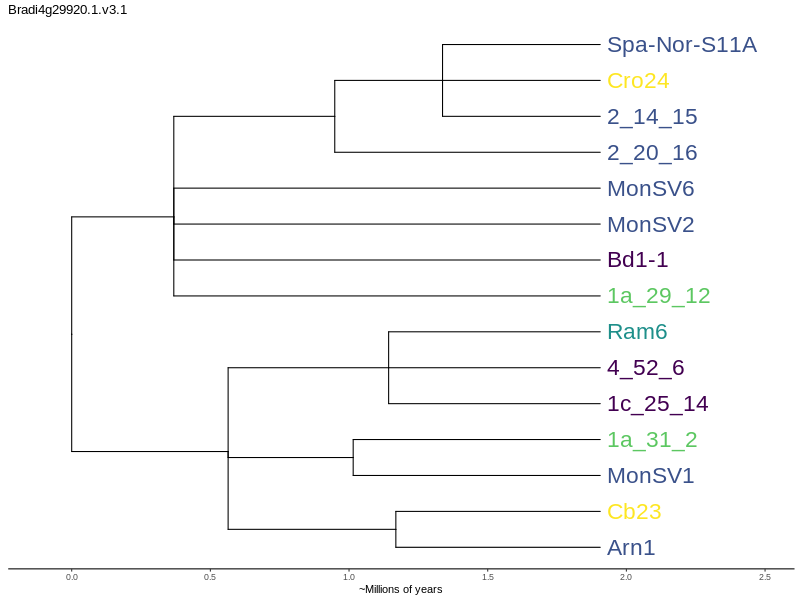 Bradi4g29920.1.v3.1
Spa-Nor-S11A
Cro24
2_14_15
2_20_16
MonSV6
MonSV2
Bd1-1
1a_29_12
Ram6
4_52_6
1c_25_14
1a_31_2
MonSV1
Cb23
Arn1
0.0 0.5 1.0 1.5 2.0 2.5
~Millions of years